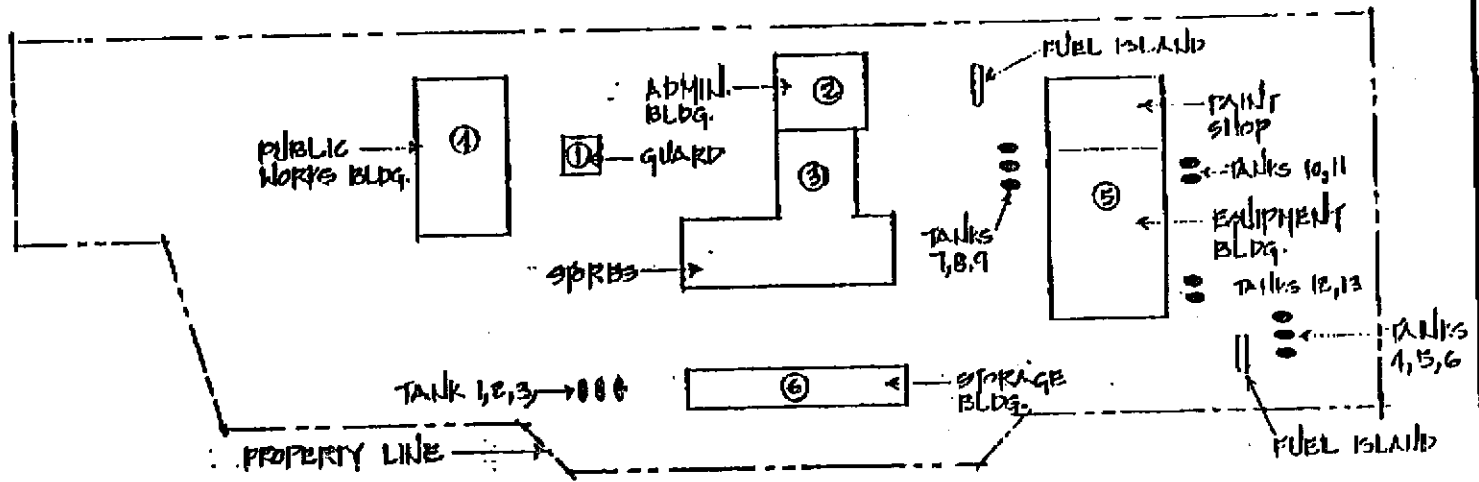 FUEL ISLAND
ADMIN.
BLDG.
②
PAINT
SHOP
PUBLIC
WORKS BLDG.
①
①
GUARD
③
TANKS 10,11
⑤
EQUIPMENT
BLDG.
TANKS
7,8,9
STORES
TANKS 12,13
TANKS
4,5,6
TANK 1,2,3,
⑥
STORAGE
BLDG.
PROPERTY LINE
FUEL ISLAND